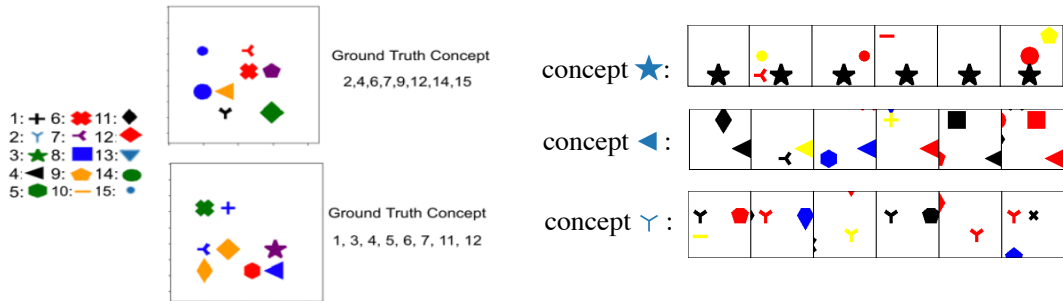 Ground Truth Concept
2,4,6,7,9,12,14,15
1: 6: 11:
2: 7: 12:
3: 8: 13:
4: 9: 14:
5: 10: 15:
Ground Truth Concept
1, 3, 4, 5, 6, 7, 11, 12
concept :
concept :
concept :